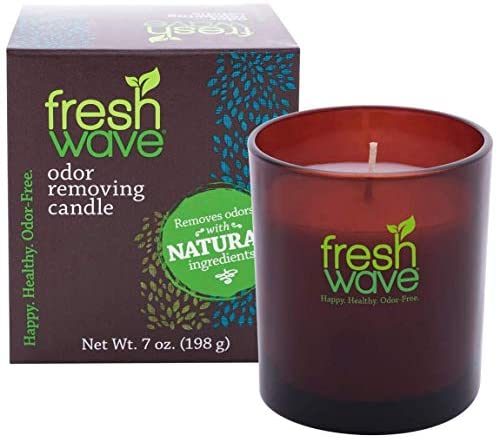 fresh
wave
odor
removing
candle
Happy. Healthy. Odor-Free.
Removes odors
with
NATURAL
ingredients
Net Wt. 7 oz. (198 g)
fresh
wave
Happy. Healthy. Odor-Free.